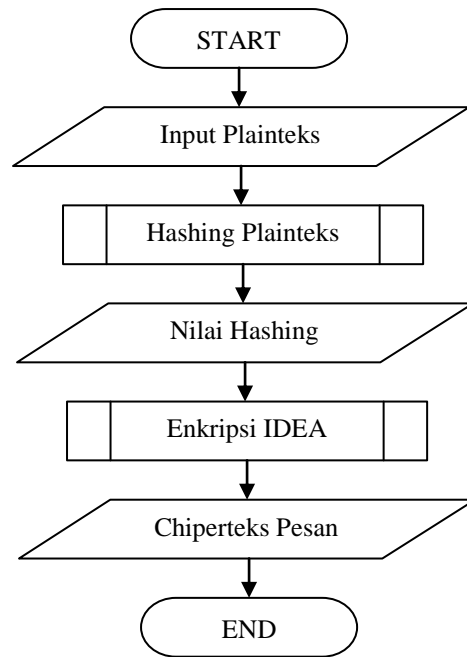 START
Input Plainteks
Hashing Plainteks
Nilai Hashing
Enkripsi IDEA
Chiperteks Pesan
END